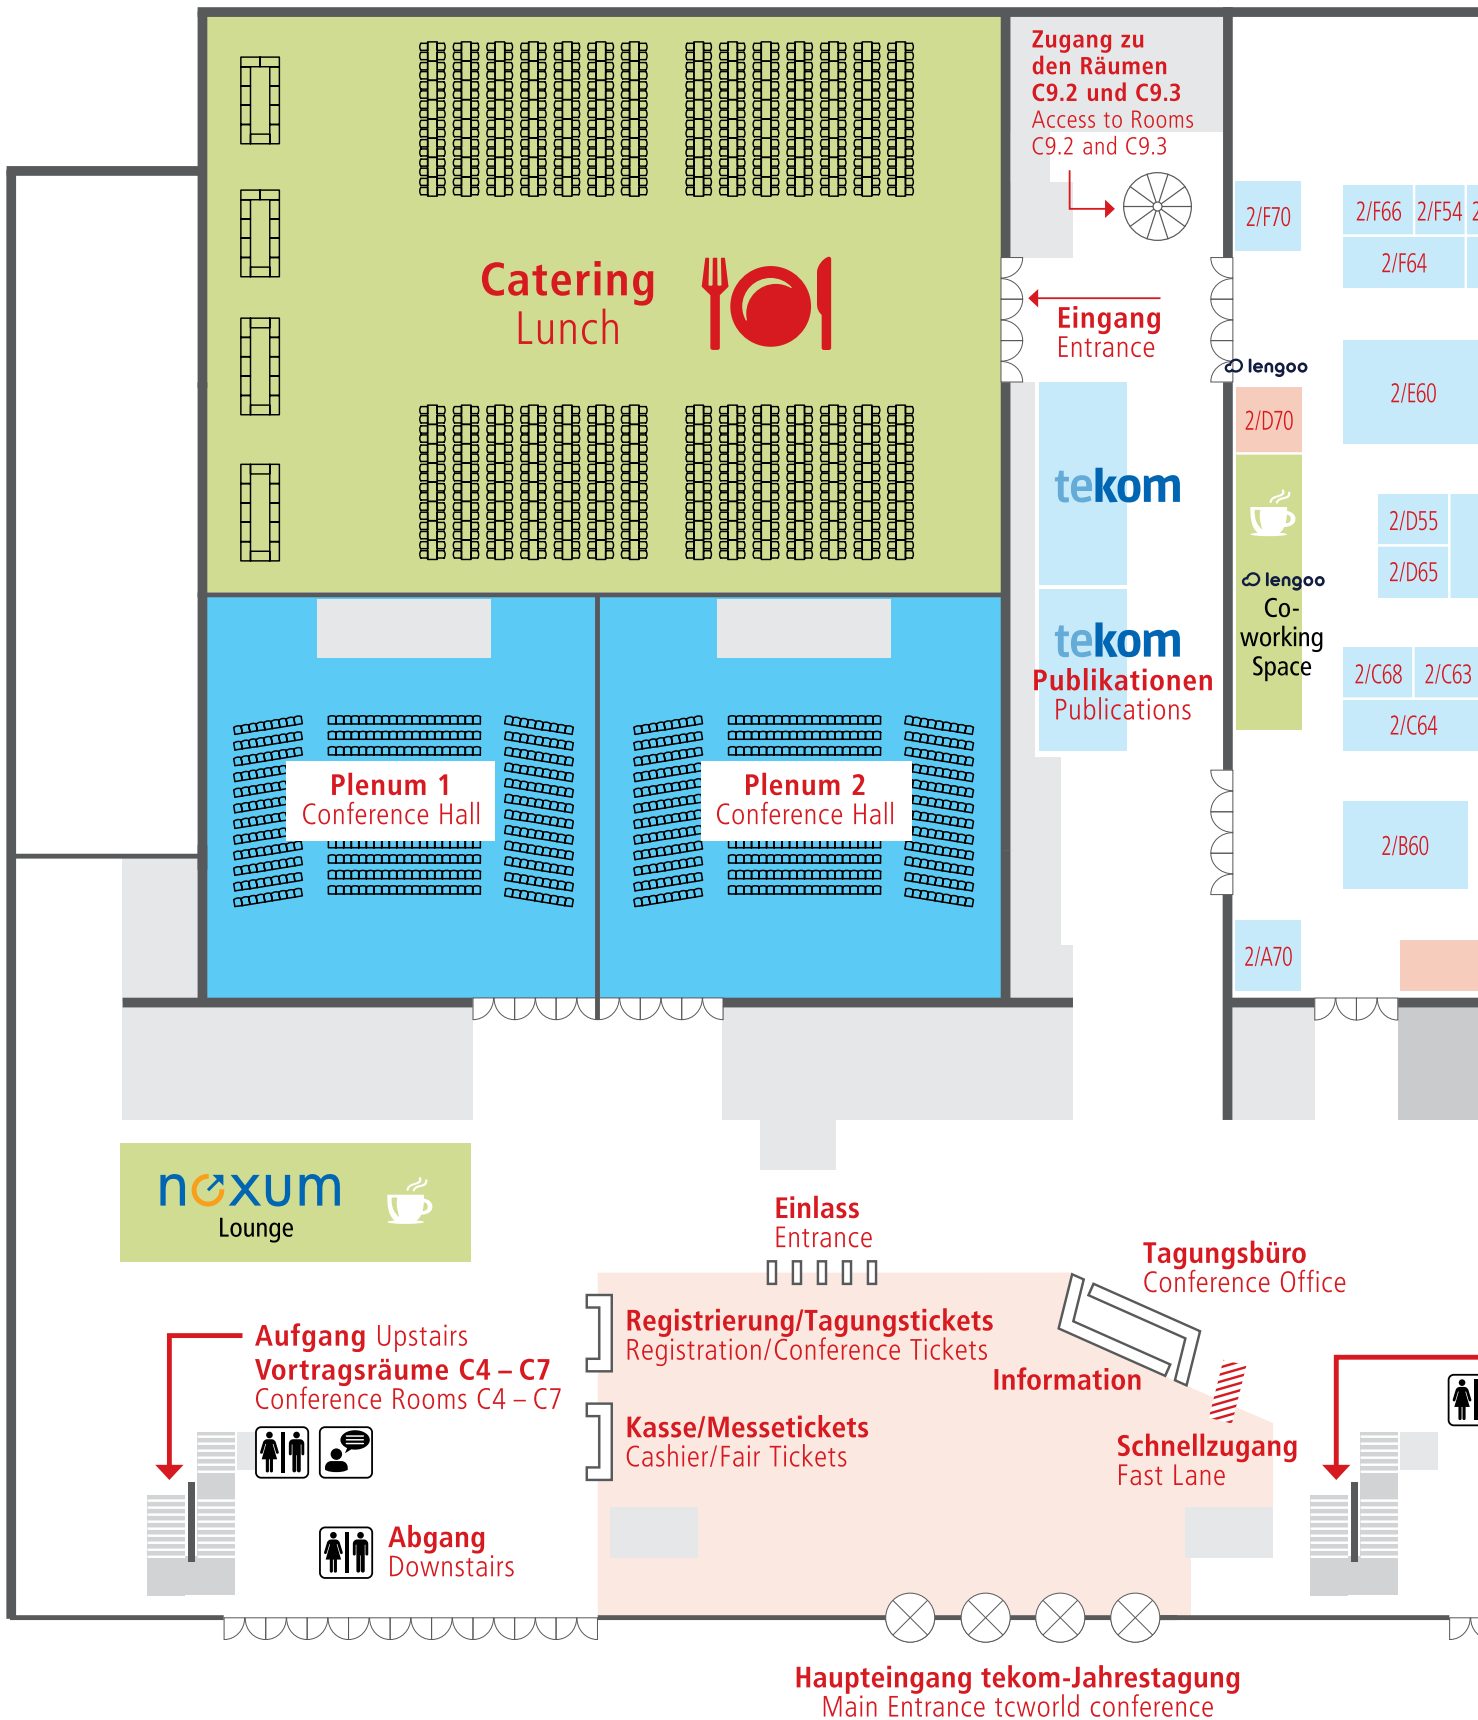 Zugang zu
den Räumen
C9.2 und C9.3
Access to Rooms
C9.2 and C9.3
Catering
Lunch
Eingang
Entrance
2/F70
2/F66
2/F54
2
2/F64
lengoo
2/D70
2/E60
tekom
2/D55
2/D65
lengoo
Co-
working
Space
tekom
Publikationen
Publications
2/C68
2/C63
2/C64
Plenum 1
Conference Hall
Plenum 2
Conference Hall
2/B60
2/A70
noxum
Lounge
Einlass
Entrance
Tagungsbüro
Conference Office
Registrierung/Tagungstickets
Registration/Conference Tickets
Information
Aufgang Upstairs
Vortragsräume C4 – C7
Conference Rooms C4 – C7
Kasse/Messetickets
Cashier/Fair Tickets
Schnellzugang
Fast Lane
Abgang
Downstairs
Haupteingang tekom-Jahrestagung
Main Entrance tcworld conference